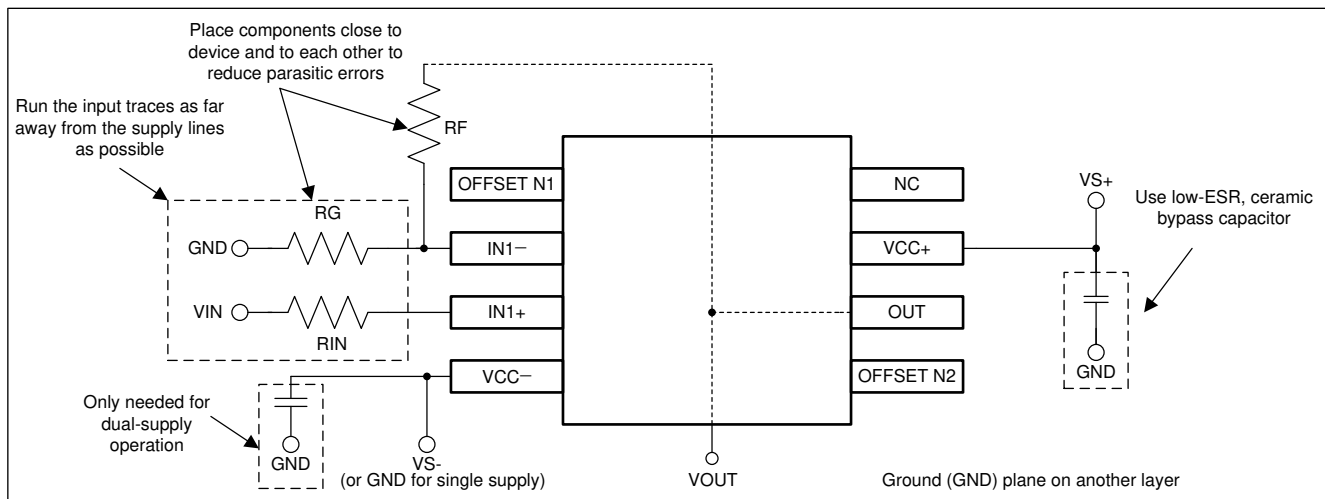 Place components close to
device and to each other to
reduce parasitic errors
Run the input traces as far
away from the supply lines
as possible
RF
OFFSET N1
NC
VS+
Use low-ESR, ceramic
bypass capacitor
RG
GND
IN1−
VCC+
VIN
IN1+
OUT
RIN
VCC−
OFFSET N2
GND
Only needed for
dual-supply
operation
GND
VS-
(or GND for single supply)
VOUT
Ground (GND) plane on another layer